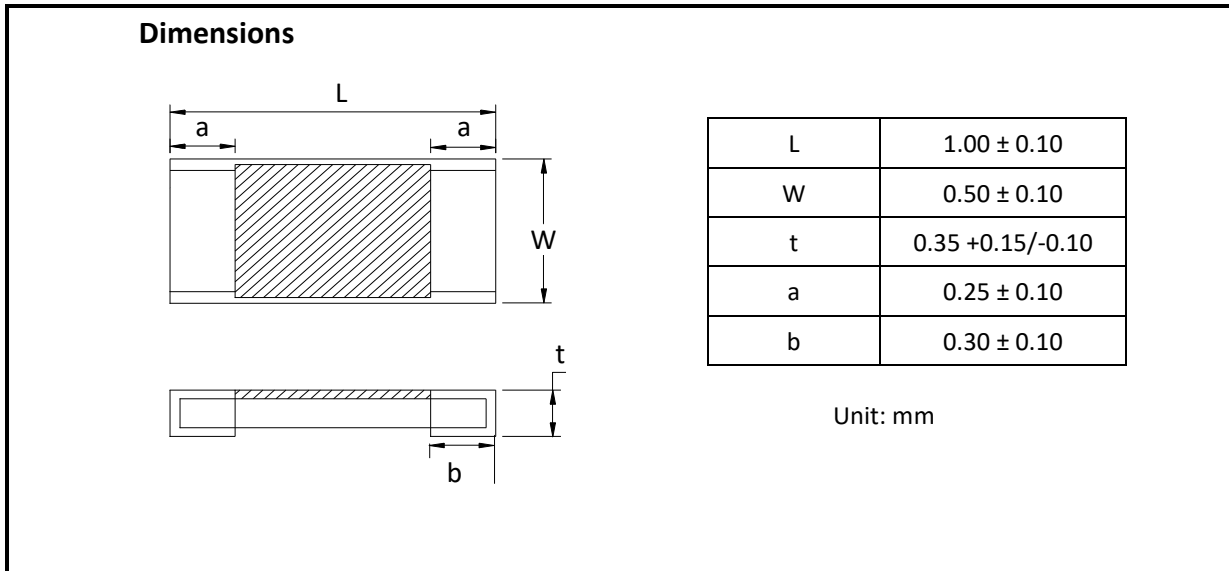 Dimensions
L
a a
W
t
b
L 1.00 ± 0.10
W 0.50 ± 0.10
t 0.35 +0.15/-0.10
a 0.25 ± 0.10
b 0.30 ± 0.10
Unit: mm